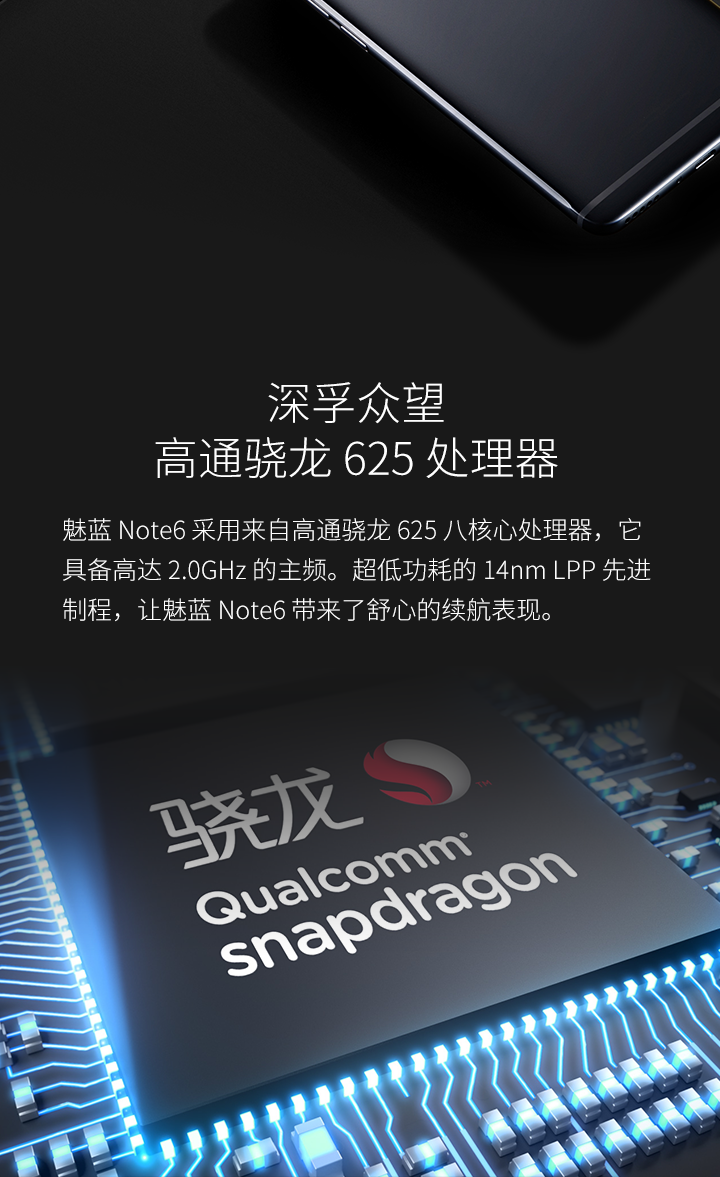 深孚众望
高通骁龙 625 处理器
魅蓝 Note6 采用来自高通骁龙 625 八核心处理器，它
具备高达 2.0GHz 的主频。超低功耗的 14nm LPP 先进
制程，让魅蓝 Note6 带来了舒心的续航表现。
骁龙
TM
Qualcomm
snapdragon